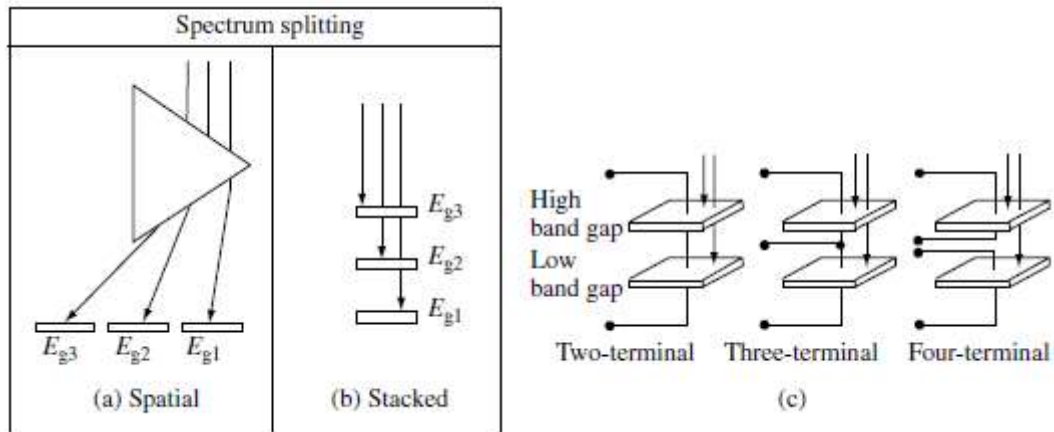 Spectrum splitting
E_g3
E_g2
E_g1
E_g3 E_g2 E_g1
(a) Spatial
(b) Stacked
High
band gap
Low
band gap
Two-terminal
Three-terminal
Four-terminal
(c)